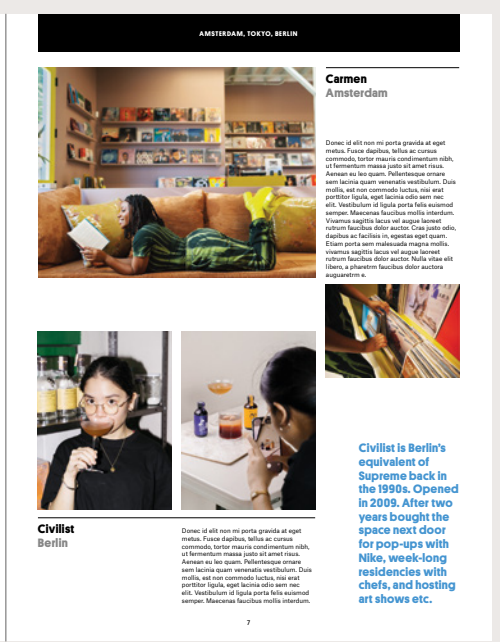 AMSTERDAM, TOKYO, BERLIN
Carmen
Amsterdam
Donec id elit non mi porta gravida at eget
metus. Fusce dapibus, tellus ac cursus
commodo, tortor mauris condimentum nibh,
ut fermentum massa justo sit amet risus.
Aenean eu leo quam. Pellentesque ornare
sem lacinia quam venenatis vestibulum. Duis
mollis, est non commodo luctus, nisi erat
porttitor ligula, eget lacinia odio sem nec
elit. Vestibulum id ligula porta felis euismod
semper. Maecenas faucibus mollis interdum.
Vivamus sagittis lacus vel augue laoreet
rutrum faucibus dolor auctor. Cras justo odio,
dapibus ac facilisis in, egestas eget quam.
Etiam porta sem malesuada magna mollis.
vivamus sagittis lacus vel augue laoreet
rutrum faucibus dolor auctor. Nulla vitae elit
libero, a pharetrm faucibus dolor auctora
auguaretrm e.
Civilist is Berlin's
equivalent of
Supreme back in
the 1990s. Opened
in 2009. After two
years bought the
space next door
for pop-ups with
Nike, week-long
residencies with
chefs, and hosting
art shows etc.
Civilist
Berlin
Donec id elit non mi porta gravida at eget
metus. Fusce dapibus, tellus ac cursus
commodo, tortor mauris condimentum nibh,
ut fermentum massa justo sit amet risus.
Aenean eu leo quam. Pellentesque ornare
sem lacinia quam venenatis vestibulum. Duis
mollis, est non commodo luctus, nisi erat
porttitor ligula, eget lacinia odio sem nec
elit. Vestibulum id ligula porta felis euismod
semper. Maecenas faucibus mollis interdum.
7